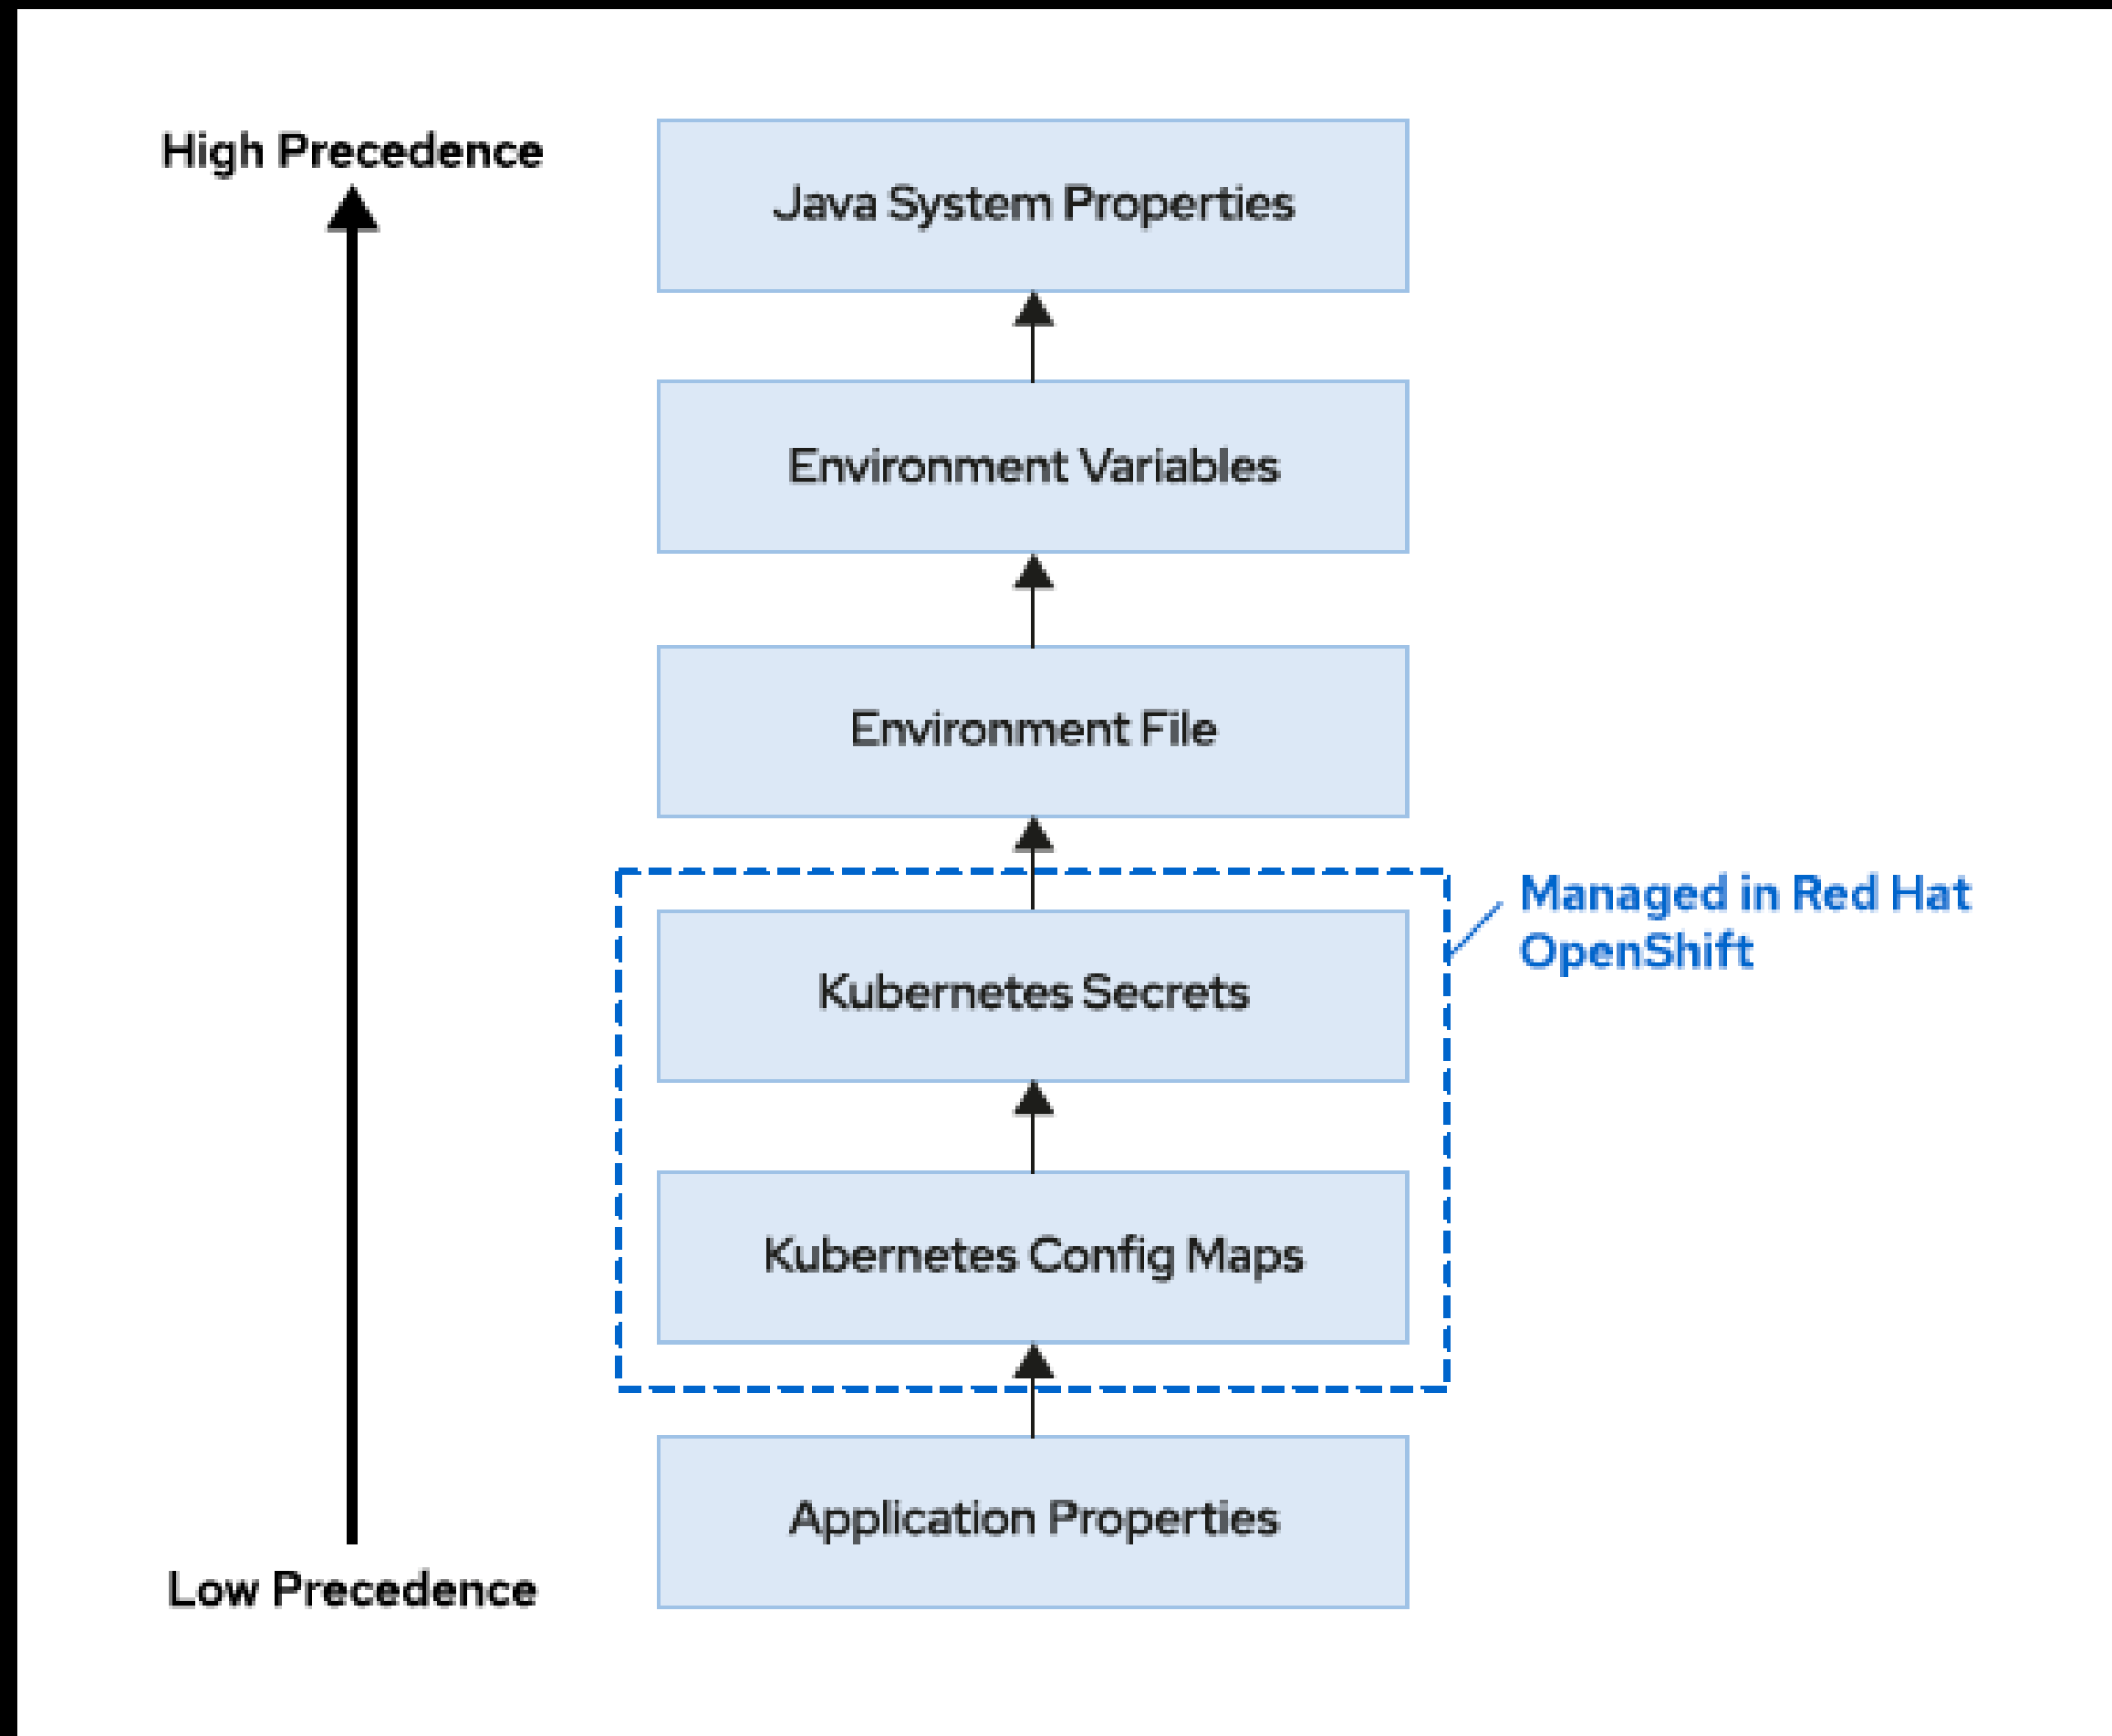 High Precedence
Java System Properties
Environment Variables
Environment File
Managed in Red Hat
OpenShift
Kubernetes Secrets
Kubernetes Config Maps
Application Properties
Low Precedence